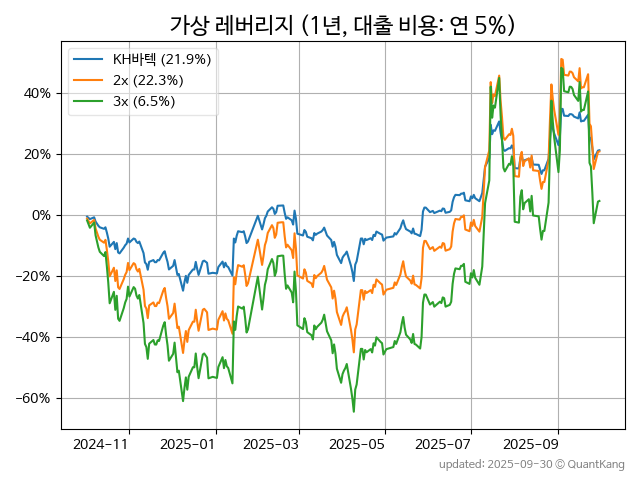 가상 레버리지 (1년, 대출 비용: 연 5%)
KH바텍 (21.9%)
2x (22.3%)
3x (6.5%)
40%
20%
0%
−20%
−40%
−60%
2024-11 2025-01 2025-03 2025-05 2025-07 2025-09
updated: 2025-09-30 © QuantKang